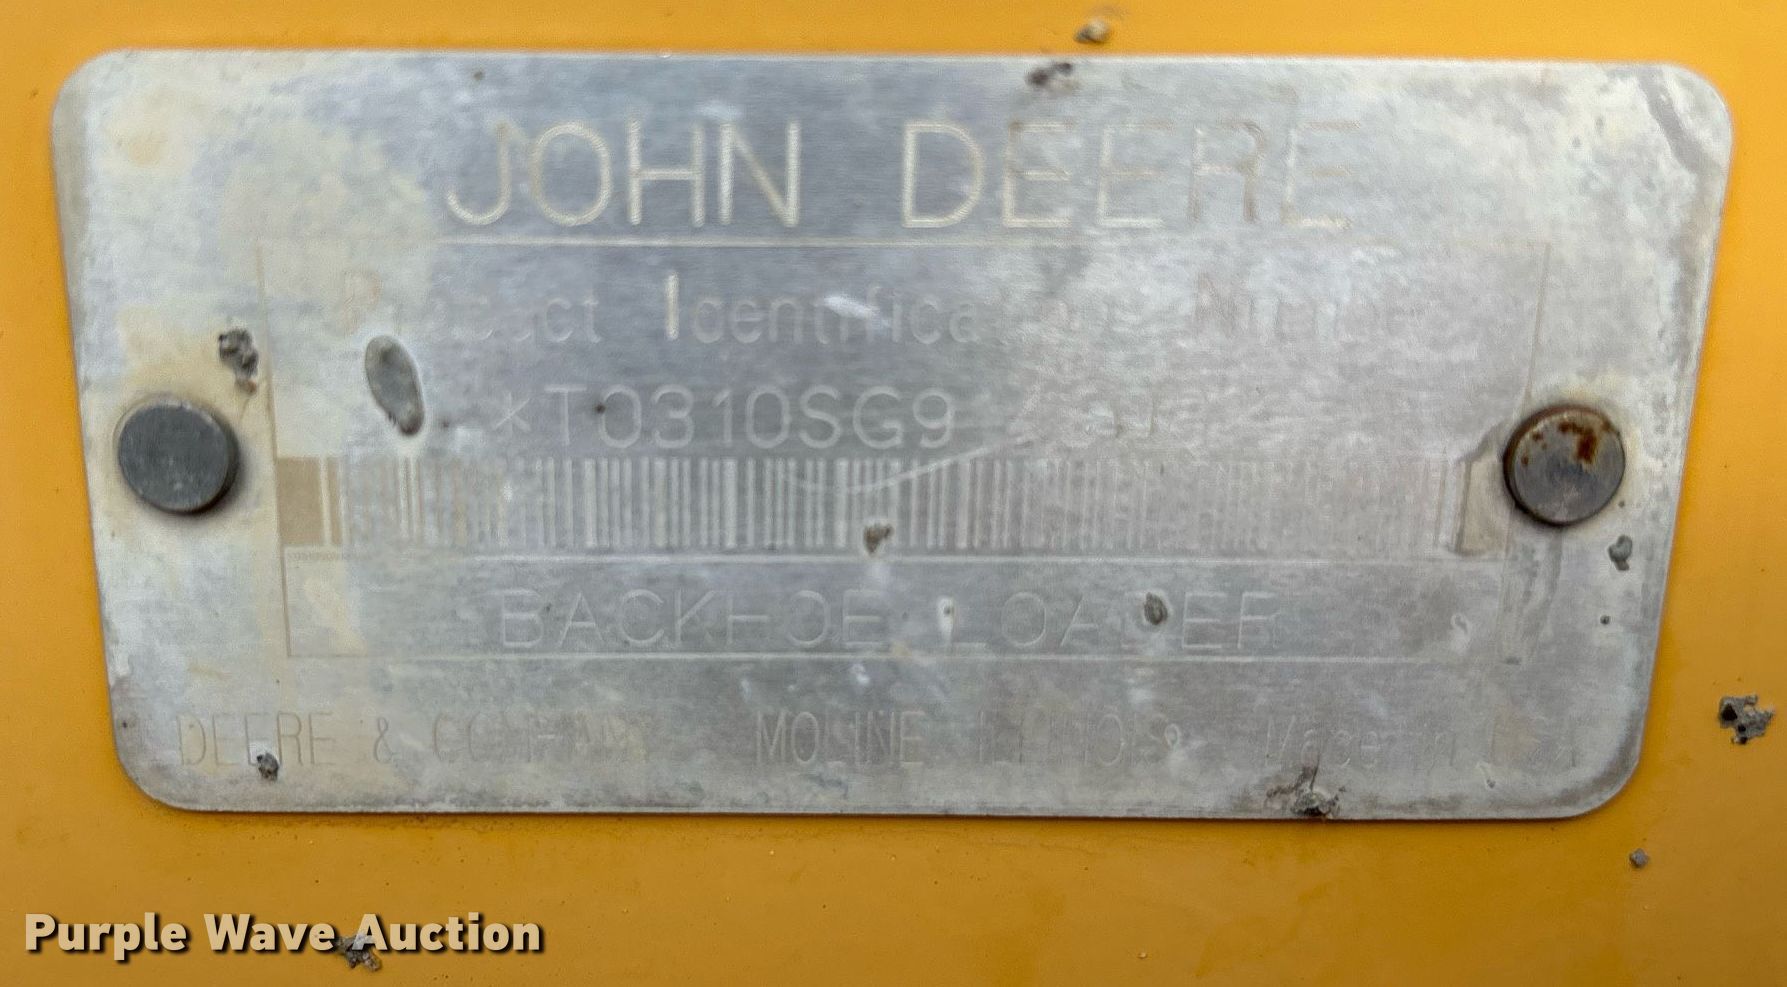 JOHN DEERE
Product Identification Number
*T0310SG9
BACKHOE LOADER
DEERE & COMPANY MOLINE, ILLINOIS Made in USA
Purple Wave Auction